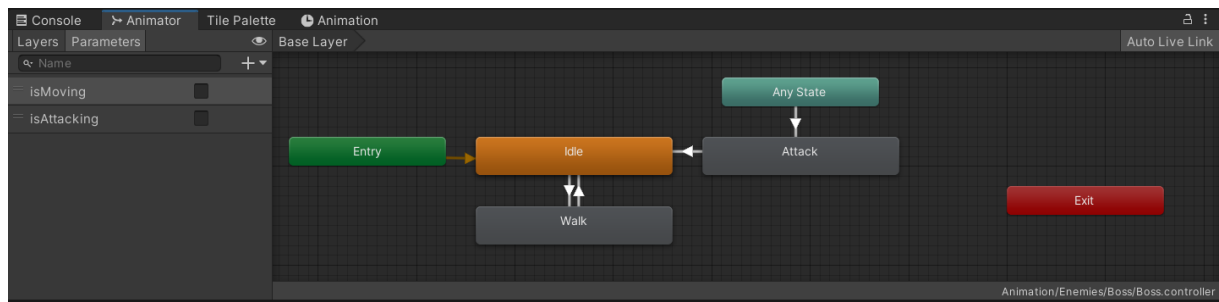 Console Animator Tile Palette Animation
Layers Parameters Base Layer Auto Live Link
Name
isMoving
isAttacking
Any State
Entry Idle Attack
Exit
Walk
Animation/Enemies/Boss/Boss.controller